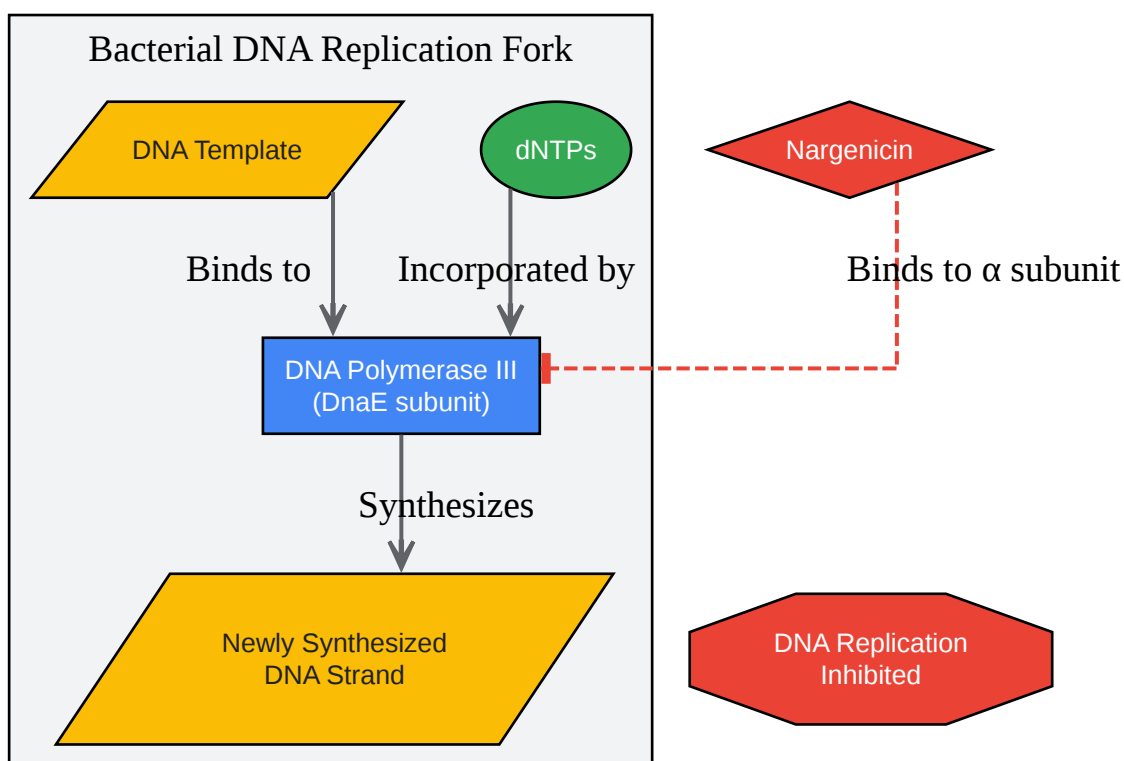 Bacterial DNA Replication Fork
DNA Template
dNTPs
Nargenicin
Binds to
Incorporated by
Binds to α subunit
DNA Polymerase III
(DnaE subunit)
Synthesizes
Newly Synthesized
DNA Strand
DNA Replication
Inhibited